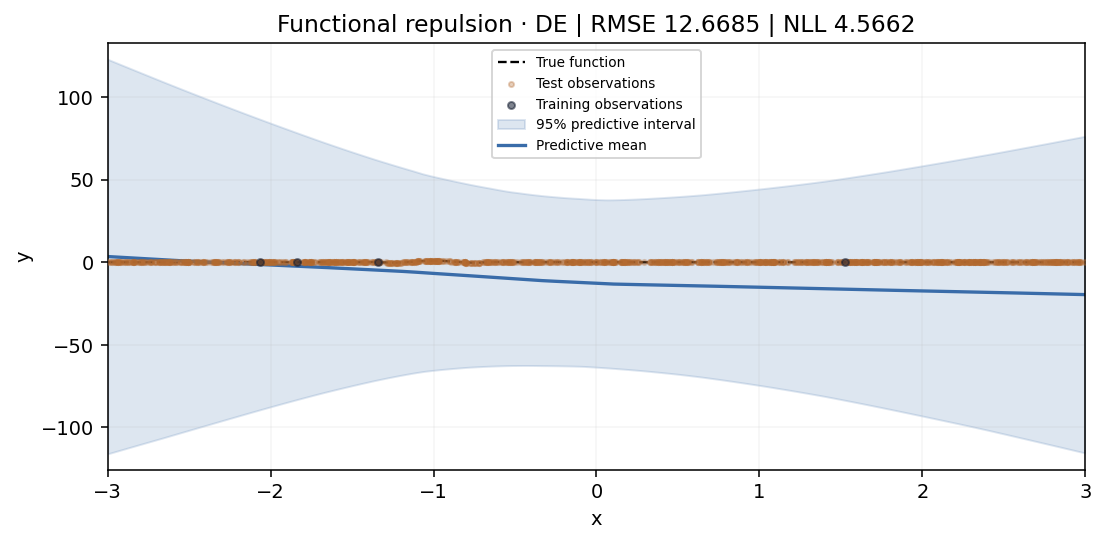 Functional repulsion · DE | RMSE 12.6685 | NLL 4.5662
True function
Test observations
Training observations
95% predictive interval
Predictive mean
100
50
0
−50
−100
y
−3
−2
−1
0
1
2
3
x